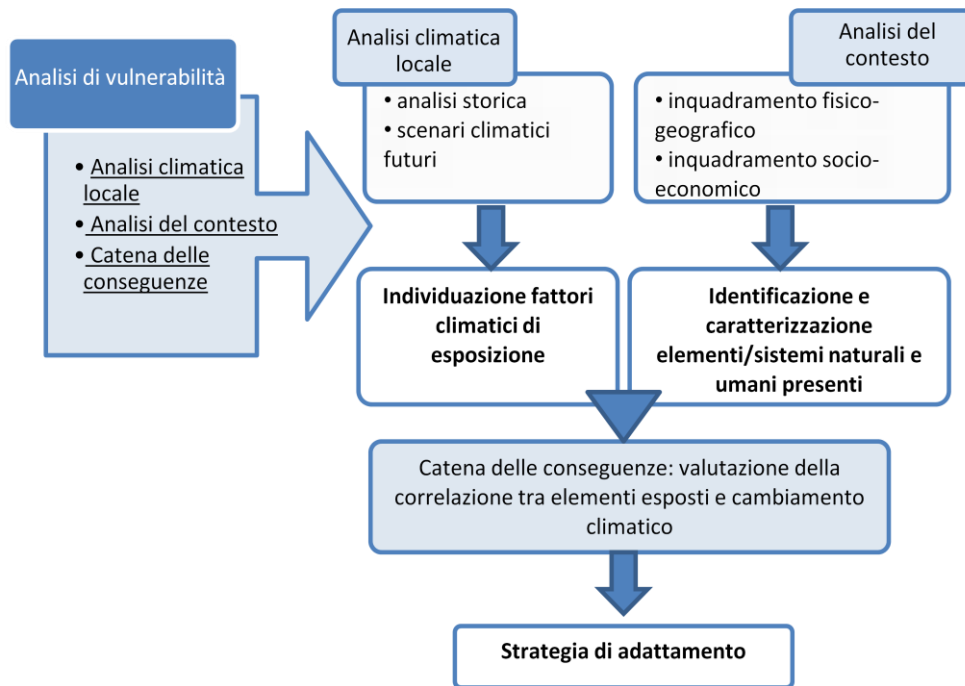 Analisi di vulnerabilità
• Analisi climatica
locale
• Analisi del contesto
• Catena delle
conseguenze
Analisi climatica
locale
• analisi storica
• scenari climatici
futuri
Analisi del
contesto
• inquadramento fisico-
geografico
• inquadramento socio-
economico
Individuazione fattori
climatici di
esposizione
Identificazione e
caratterizzazione
elementi/sistemi naturali e
umani presenti
Catena delle conseguenze: valutazione della
correlazione tra elementi esposti e cambiamento
climatico
Strategia di adattamento